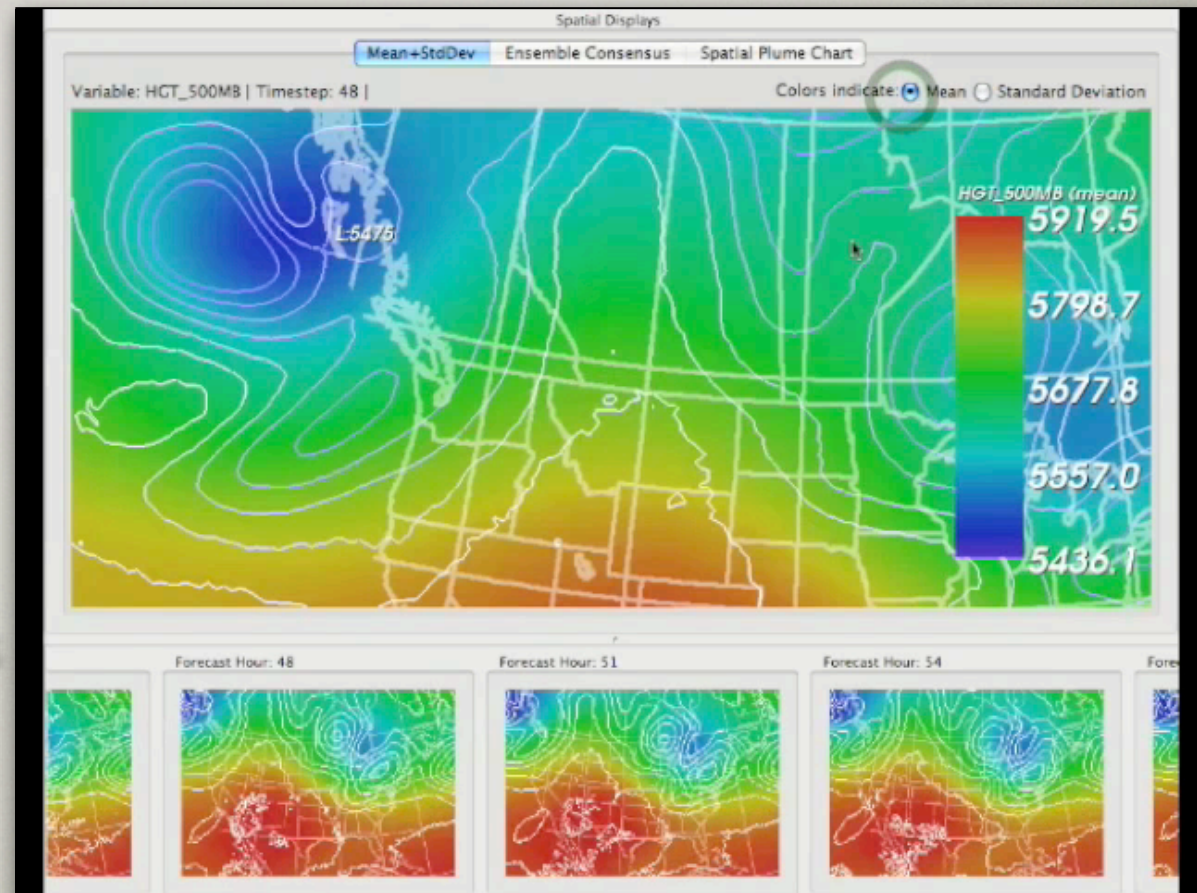 Spatial Displays
Mean+StdDev Ensemble Consensus Spatial Plume Chart
Variable: HGT_500MB | Timestep: 48 |
Colors indicate: Mean Standard Deviation
L:5475
HGT_500MB (mean)
5919.5
5798.7
5677.8
5557.0
5436.1
Forecast Hour: 48
Forecast Hour: 51
Forecast Hour: 54
Fore